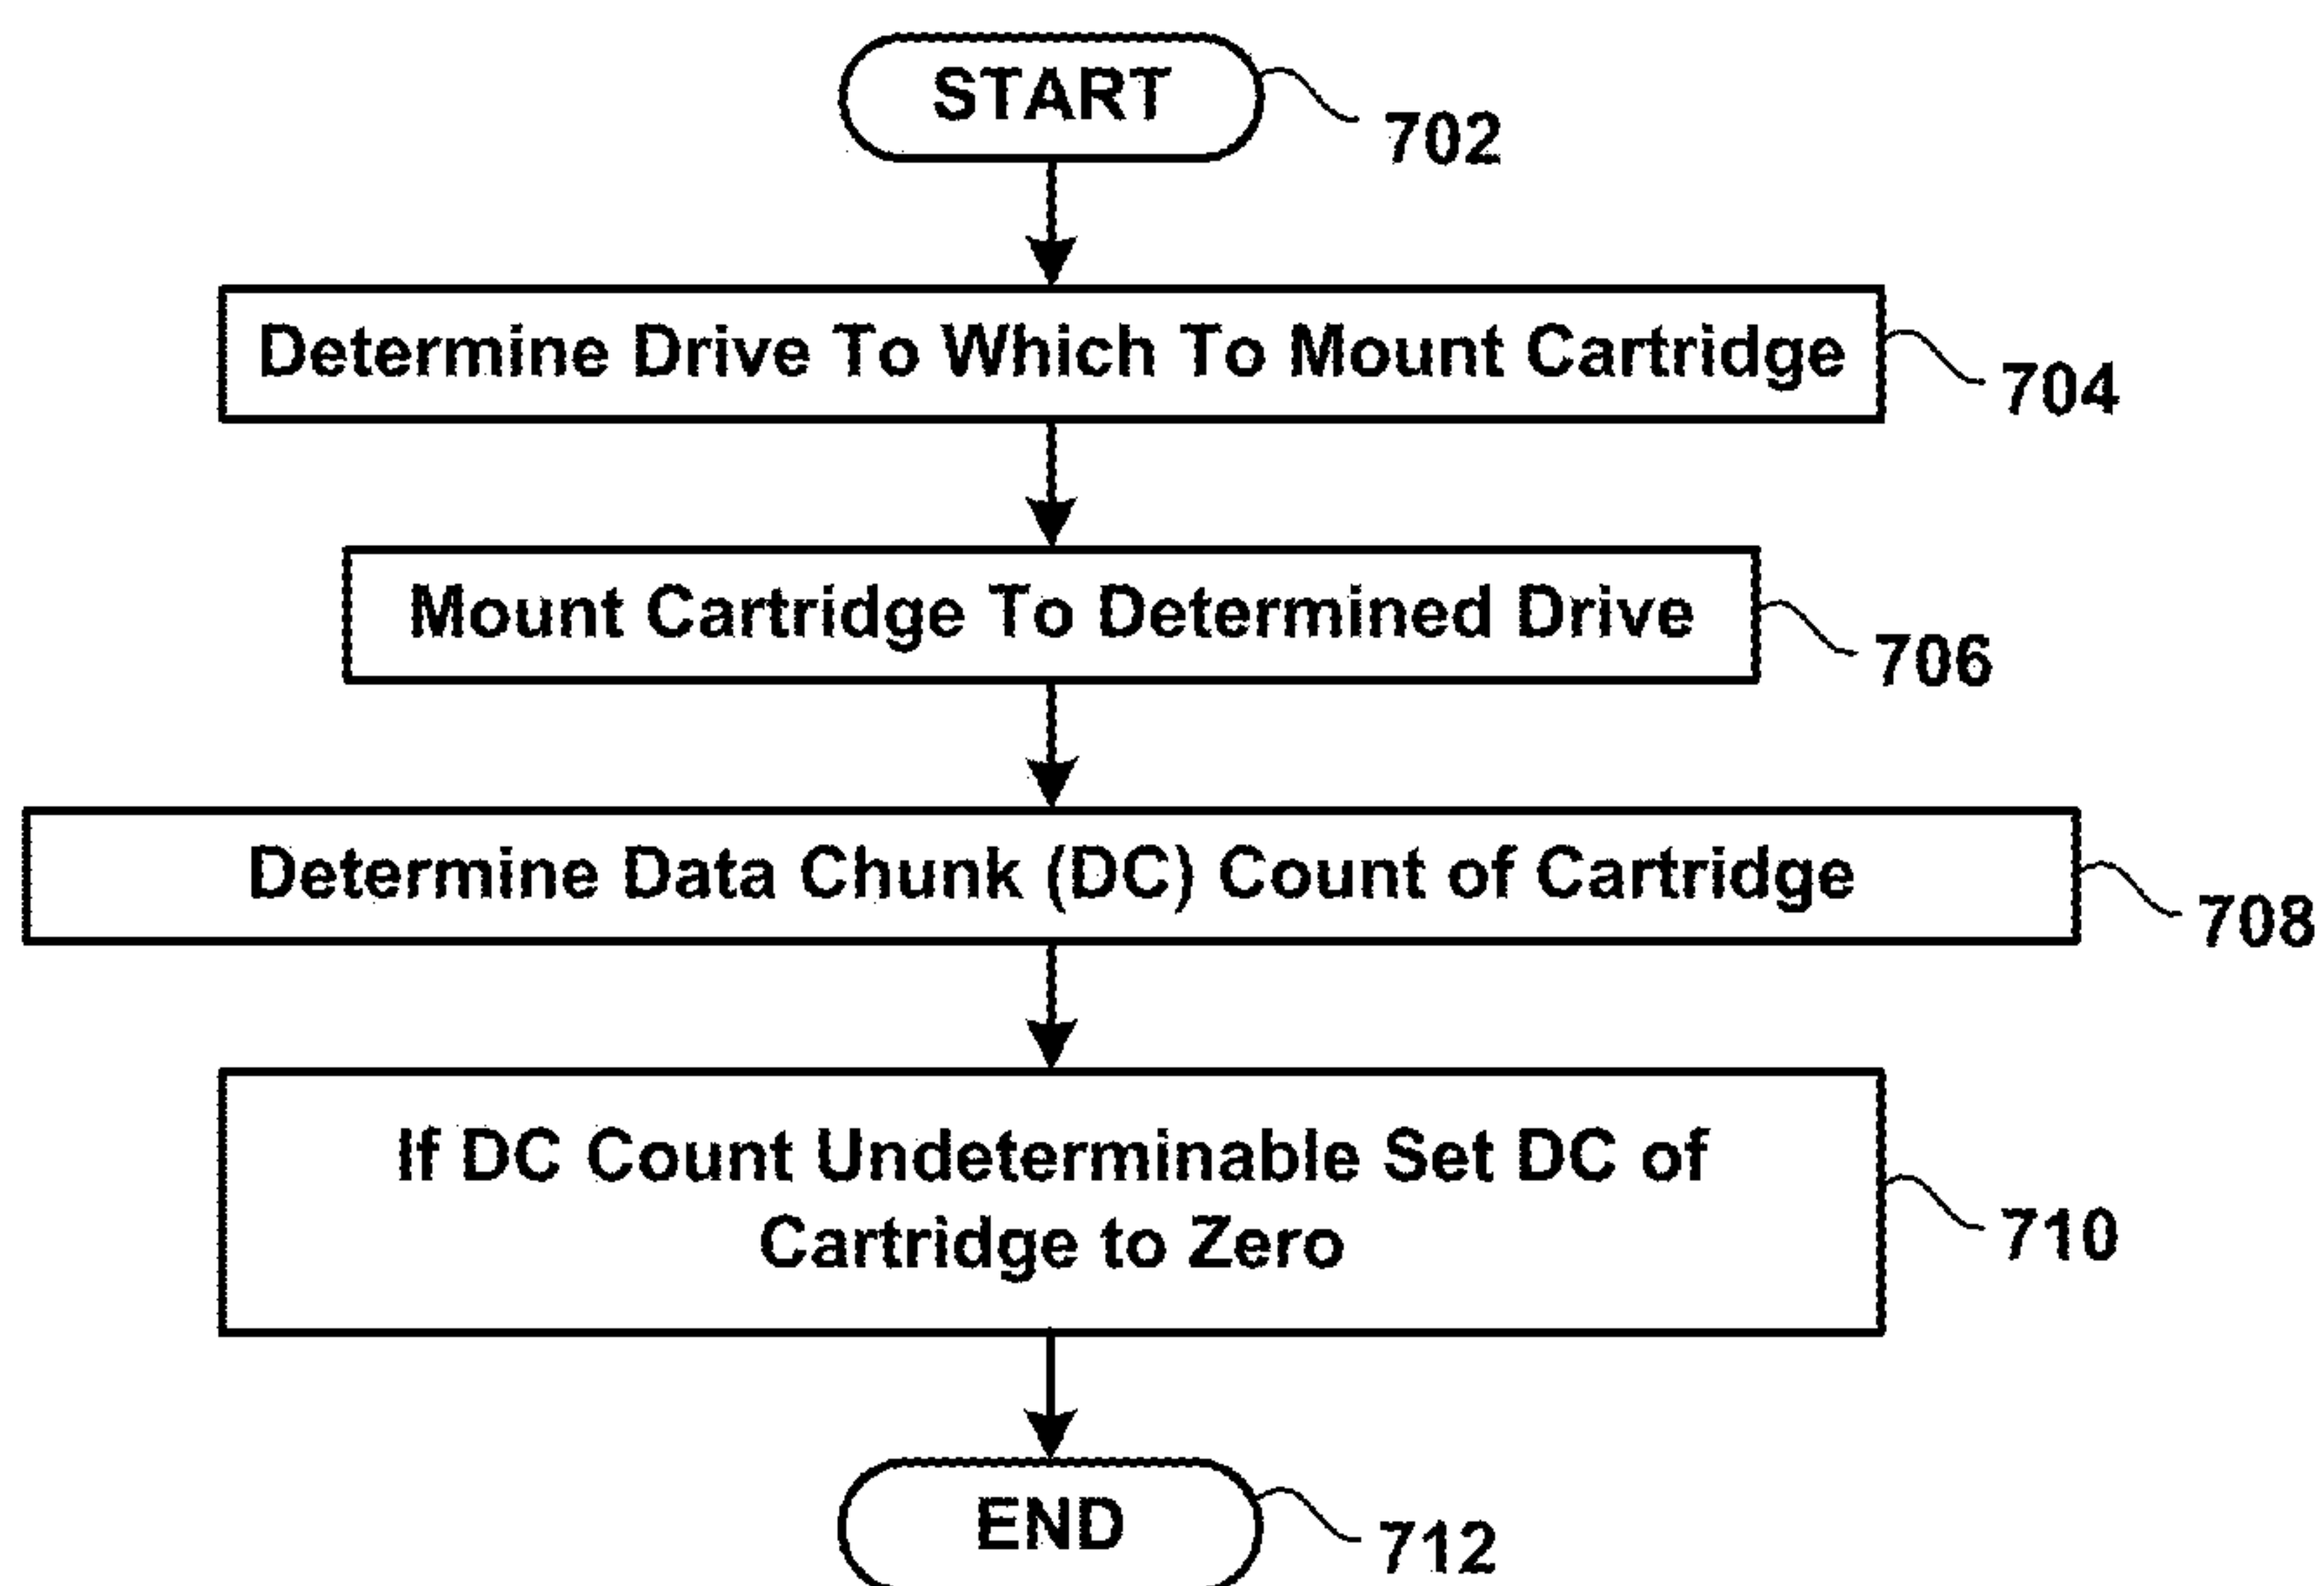 START
702
Determine Drive To Which To Mount Cartridge
704
Mount Cartridge To Determined Drive
706
Determine Data Chunk (DC) Count of Cartridge
708
If DC Count Undeterminable Set DC of
Cartridge to Zero
710
END
712